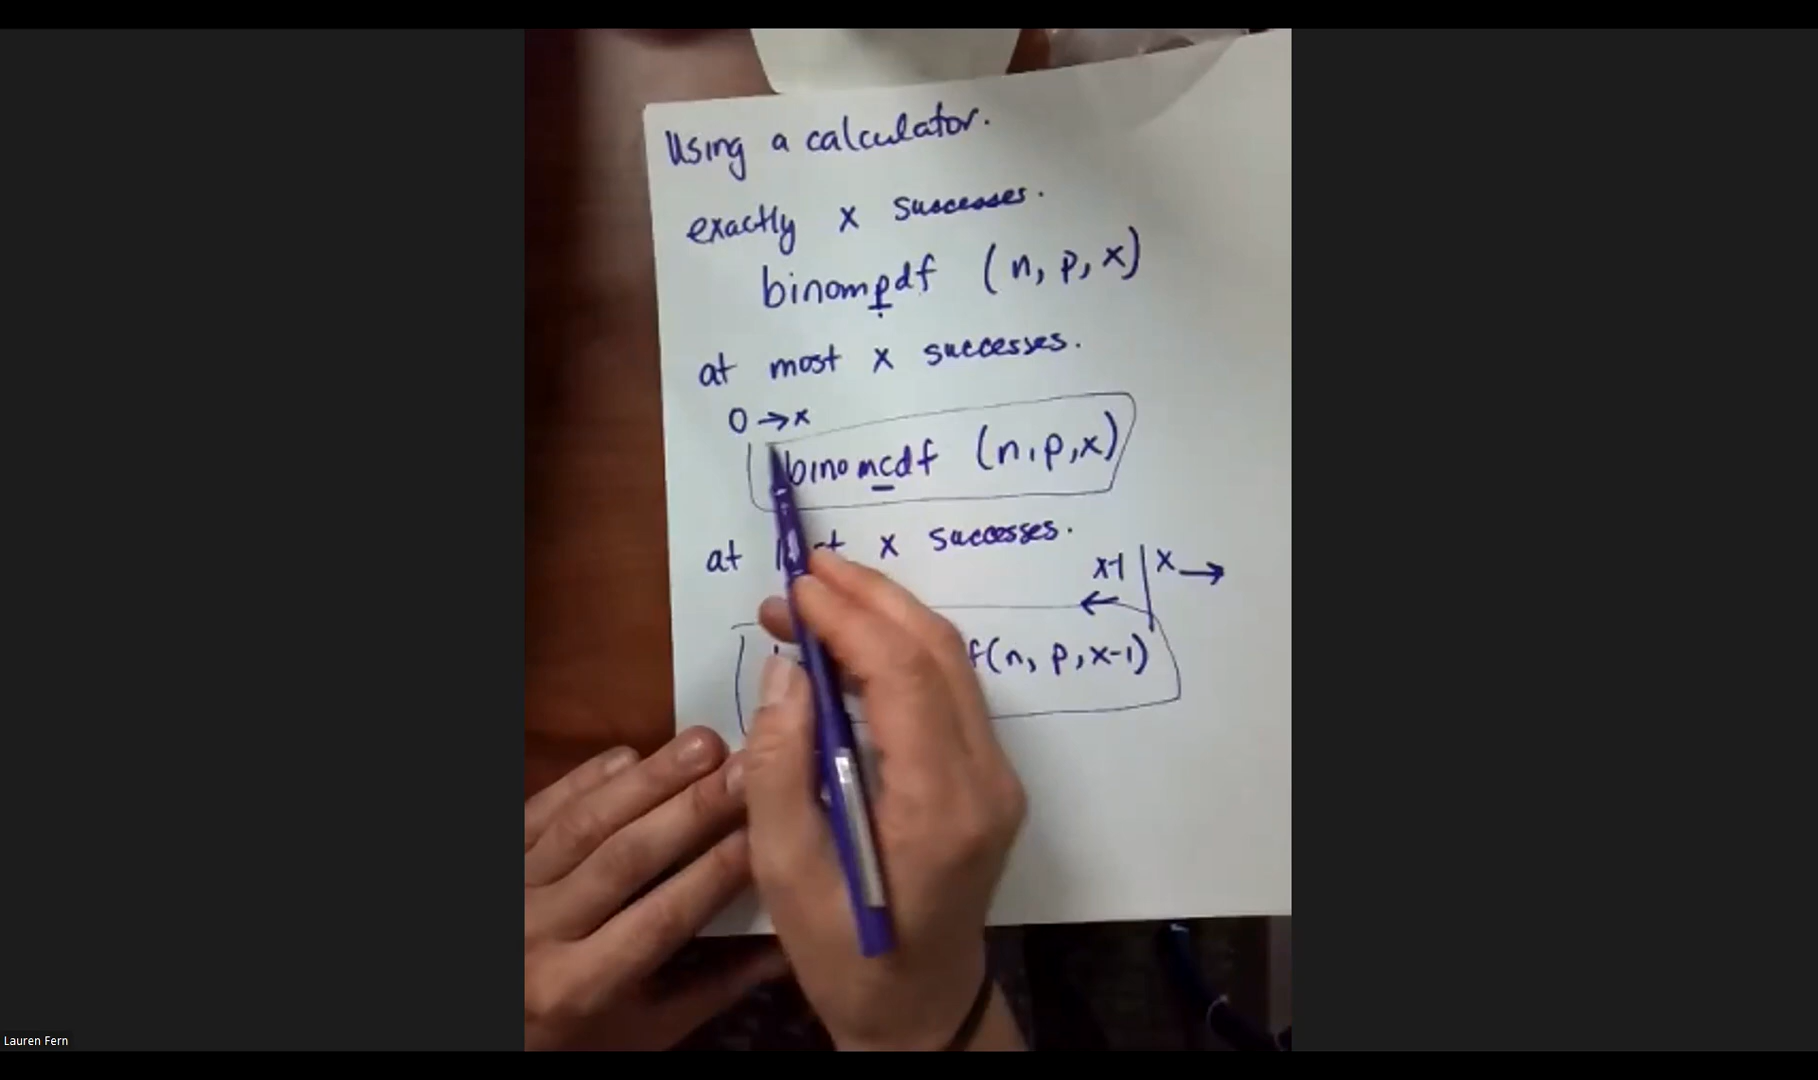 Using a calculator.
exactly x successes.
binompdf (n, p, x)
at most x successes.
0 → x
binomcdf (n, p, x)
at x successes.
x-1 | x →
←
f(n, p, x-1)
Lauren Fern